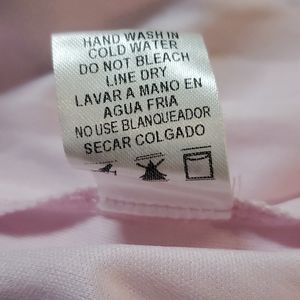 HAND WASH IN
COLD WATER
DO NOT BLEACH
LINE DRY
LAVAR A MANO EN
AGUA FRIA
NO USE BLANQUEADOR
SECAR COLGADO